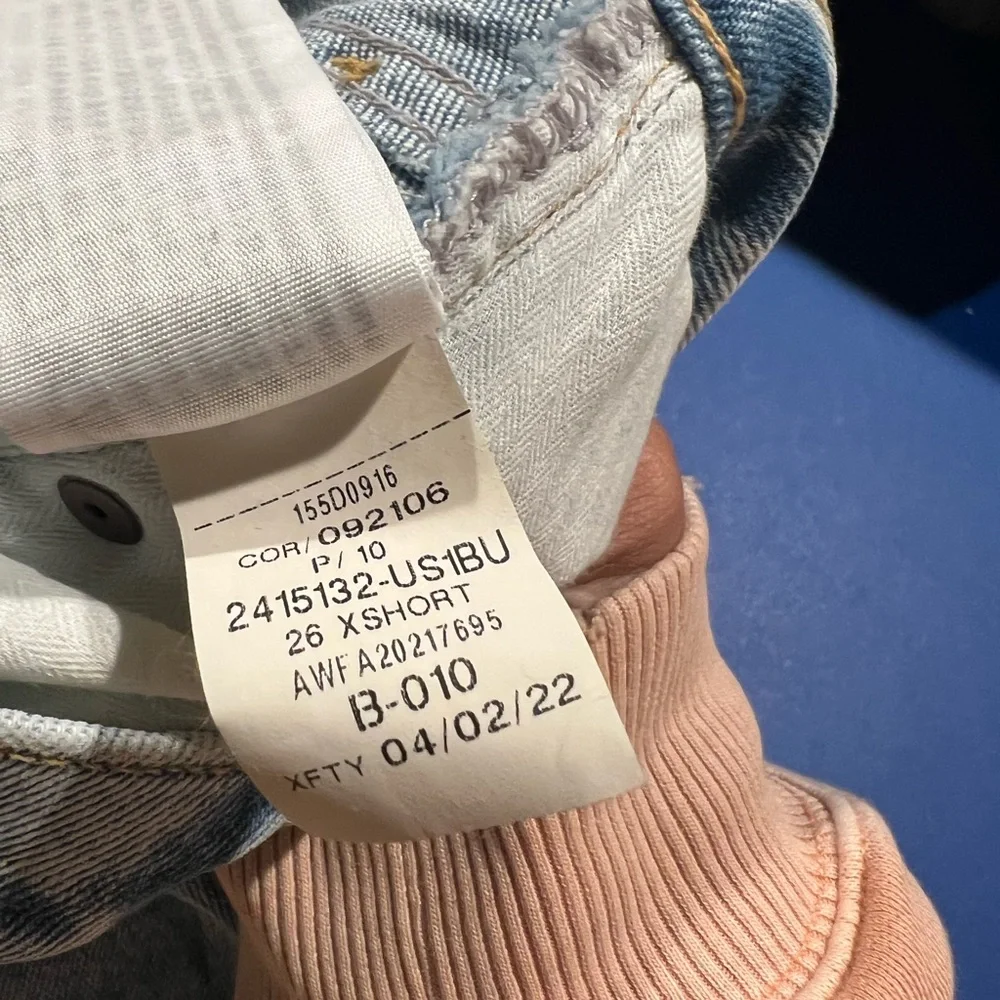 155D0916
COR/092106
P/ 10
2415132-US1BU
26 XSHORT
AWFA20217695
B-010
XFTY 04/02/22